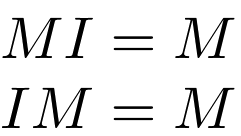 MI = M
IM = M